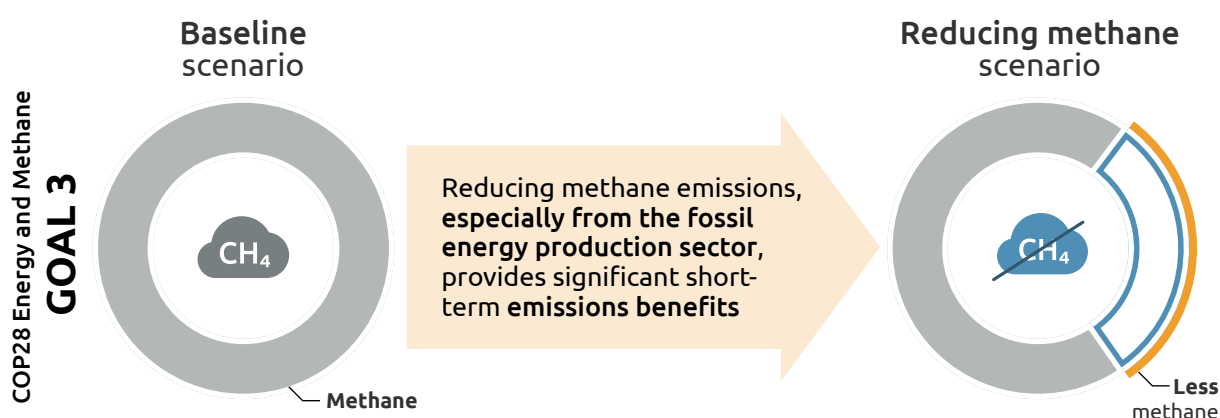 COP28 Energy and Methane
GOAL 3
Baseline
scenario
CH₄
Methane
Reducing methane emissions,
especially from the fossil
energy production sector,
provides significant short-
term emissions benefits
Reducing methane
scenario
CH₄
Less
methane